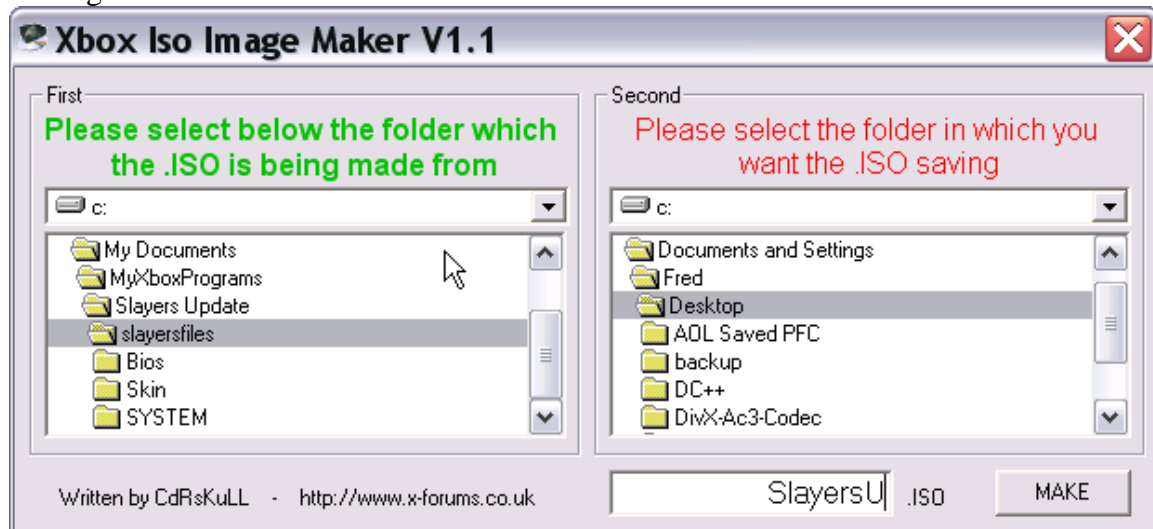 Xbox Iso Image Maker V1.1
First
Please select below the folder which
the .ISO is being made from
c:
My Documents
MyXboxPrograms
Slayers Update
slayersfiles
Bios
Skin
SYSTEM
Second
Please select the folder in which you
want the .ISO saving
c:
Documents and Settings
Fred
Desktop
AOL Saved PFC
backup
DC++
DivX-Ac3-Codec
Written by CdRsKuLL - http://www.x-forums.co.uk
SlayersU .ISO MAKE